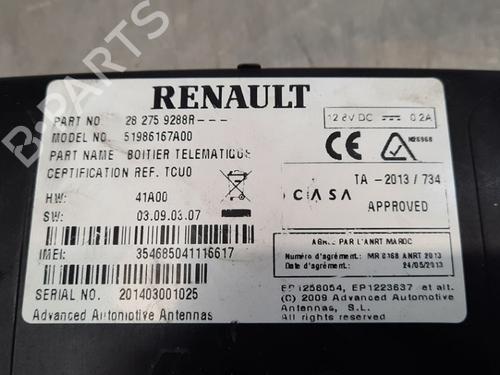 RENAULT
PART NO 28 275 9288R---
MODEL NO. 51986167A00
PART NAME BOITIER TELEMATIQUE
CERTIFICATION REF. TCU0
HW: 41A00
SW: 03.09.03.07
IMEI: 354685041116617
SERIAL NO. 201403001025
Advanced Automotive Antennas
12.8V DC 0.2A
CE
TA - 2013 / 734
ICASA
APPROVED
AGREE PAR L'ANRT MAROC
Numéro d'agrément: MR 8168 ANRT 2013
Date d'agrément: 24/05/2013
EP1258054, EP1223637 et alt.
(C) 2009 Advanced Automotive
Antennas, S.L.
All rights reserved
B-PARTS